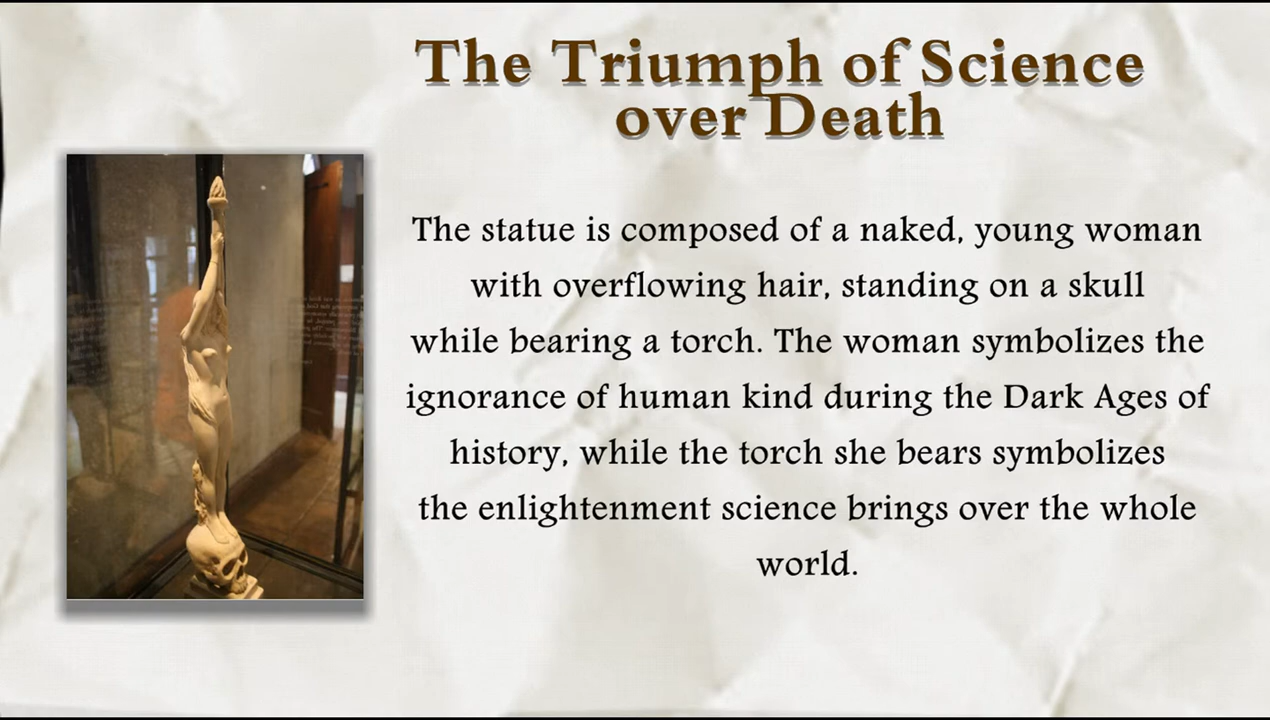 The Triumph of Science
over Death
The statue is composed of a naked, young woman
with overflowing hair, standing on a skull
while bearing a torch. The woman symbolizes the
ignorance of human kind during the Dark Ages of
history, while the torch she bears symbolizes
the enlightenment science brings over the whole
world.